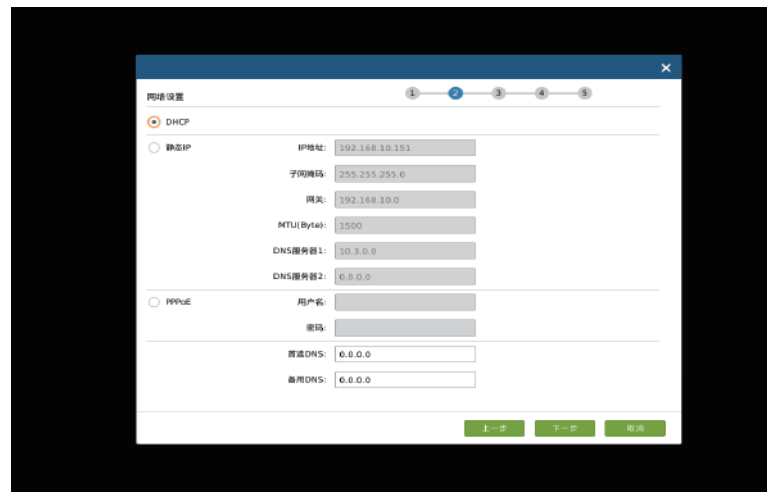 网络设置
1 2 3 4 5
DHCP
静态IP
IP地址: 192.168.10.151
子网掩码: 255.255.255.0
网关: 192.168.10.0
MTU(Byte): 1500
DNS服务器1: 10.3.0.0
DNS服务器2: 0.0.0.0
PPPoE
用户名:
密码:
首选DNS: 0.0.0.0
备用DNS: 0.0.0.0
上一步 下一步 取消